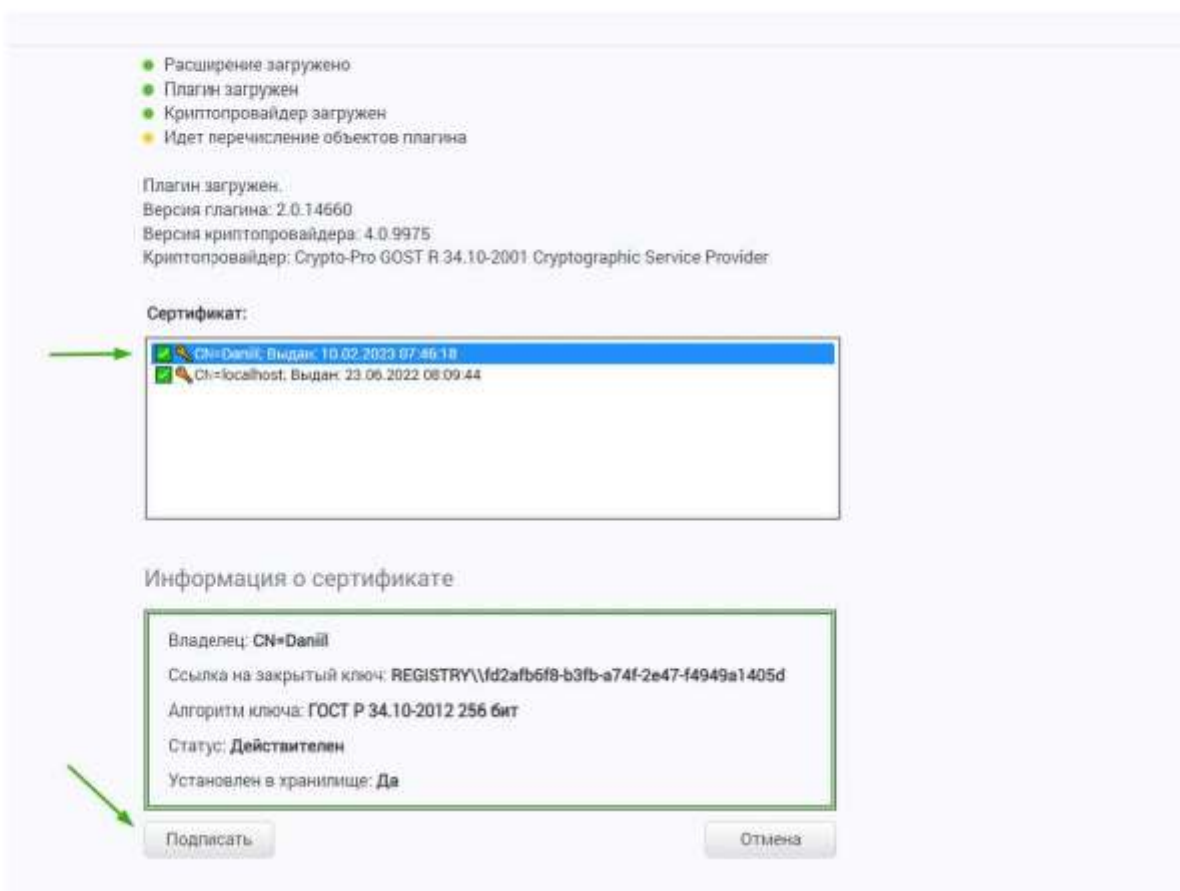 Расширение загружено
Плагин загружен
Криптопровайдер загружен
Идет перечисление объектов плагина
Плагин загружен.
Версия плагина: 2.0.14660
Версия криптопровайдера: 4.0.9975
Криптопровайдер: Crypto-Pro GOST R 34.10-2001 Cryptographic Service Provider
Сертификат:
CN=Daniil; Выдан: 10.02.2023 07:46:18
CN=localhost; Выдан: 23.06.2022 08:09:44
Информация о сертификате
Владелец: CN=Daniil
Ссылка на закрытый ключ: REGISTRY\\fd2afb6f8-b3fb-a74f-2e47-f4949a1405d
Алгоритм ключа: ГОСТ Р 34.10-2012 256 бит
Статус: Действителен
Установлен в хранилище: Да
Подписать Отмена